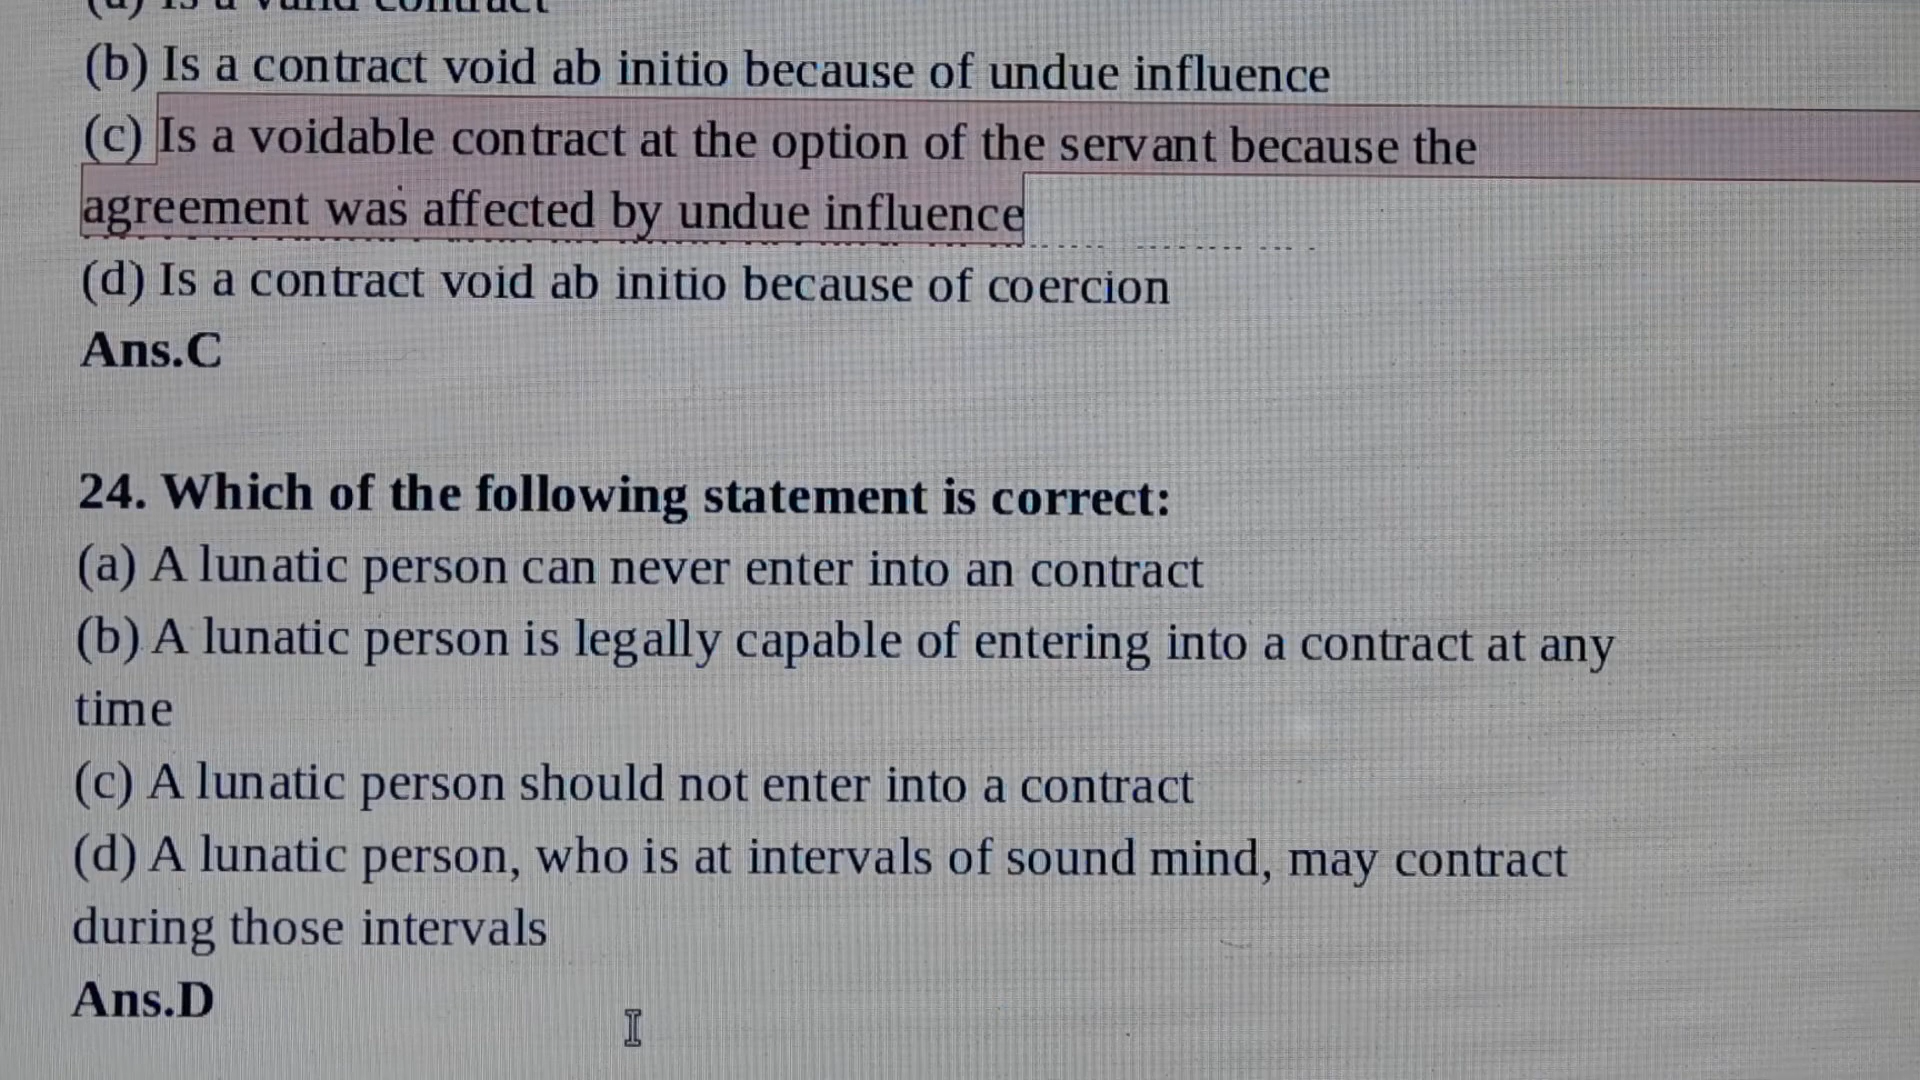 (a) Is a valid contract
(b) Is a contract void ab initio because of undue influence
(c) Is a voidable contract at the option of the servant because the
agreement was affected by undue influence
(d) Is a contract void ab initio because of coercion
Ans.C
24. Which of the following statement is correct:
(a) A lunatic person can never enter into an contract
(b) A lunatic person is legally capable of entering into a contract at any
time
(c) A lunatic person should not enter into a contract
(d) A lunatic person, who is at intervals of sound mind, may contract
during those intervals
Ans.D